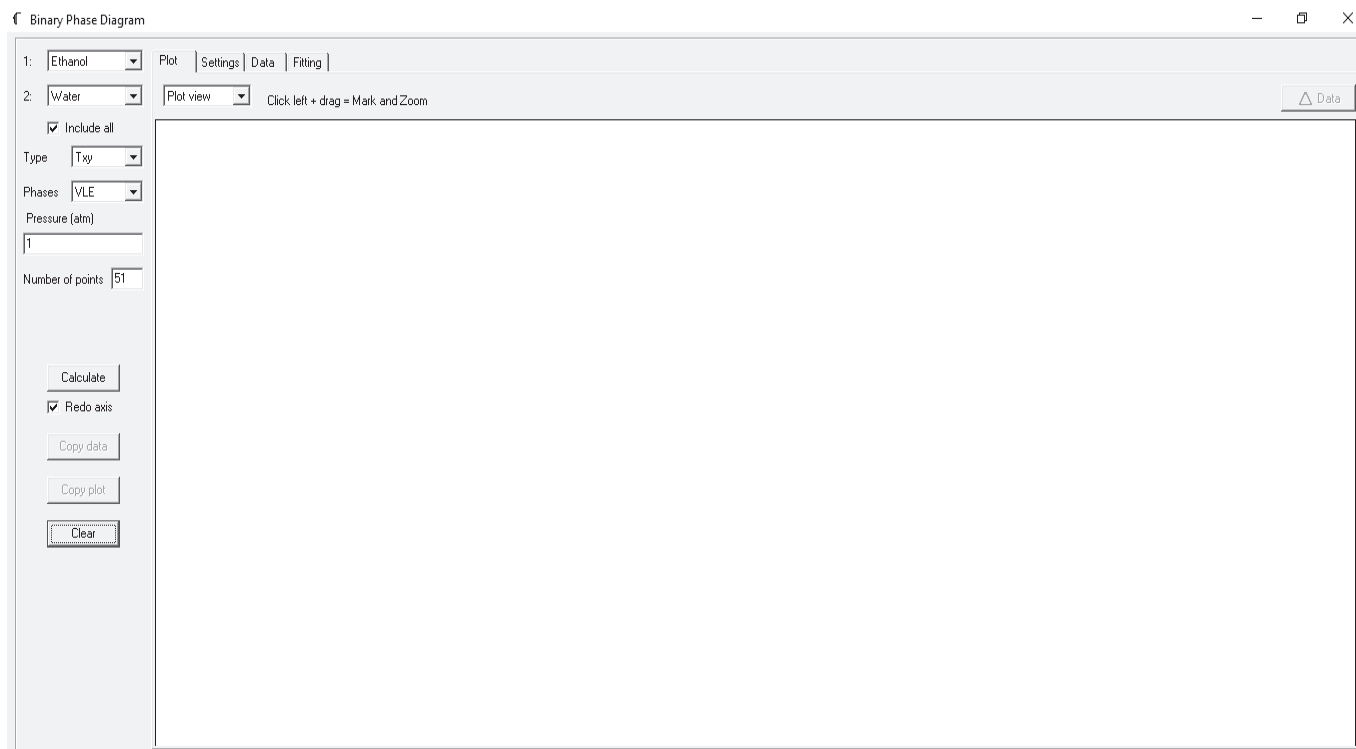 Binary Phase Diagram
1: Ethanol
Plot Settings Data Fitting
2: Water
Plot view Click left + drag = Mark and Zoom
Data
Include all
Type Txy
Phases VLE
Pressure (atm)
1
Number of points 51
Calculate
Redo axis
Copy data
Copy plot
Clear